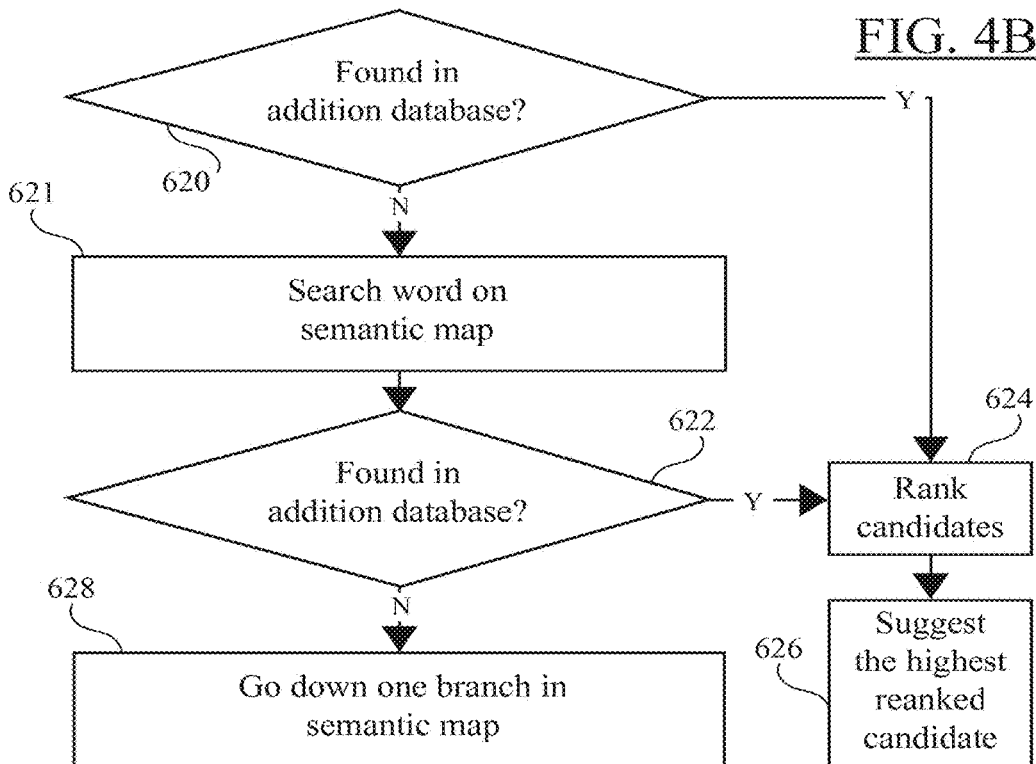 FIG. 4B
Found in
addition database?
Y
620
N
621
Search word on
semantic map
622
Found in
addition database?
Y
624
Rank
candidates
N
628
Go down one branch in
semantic map
626
Suggest
the highest
reanked
candidate